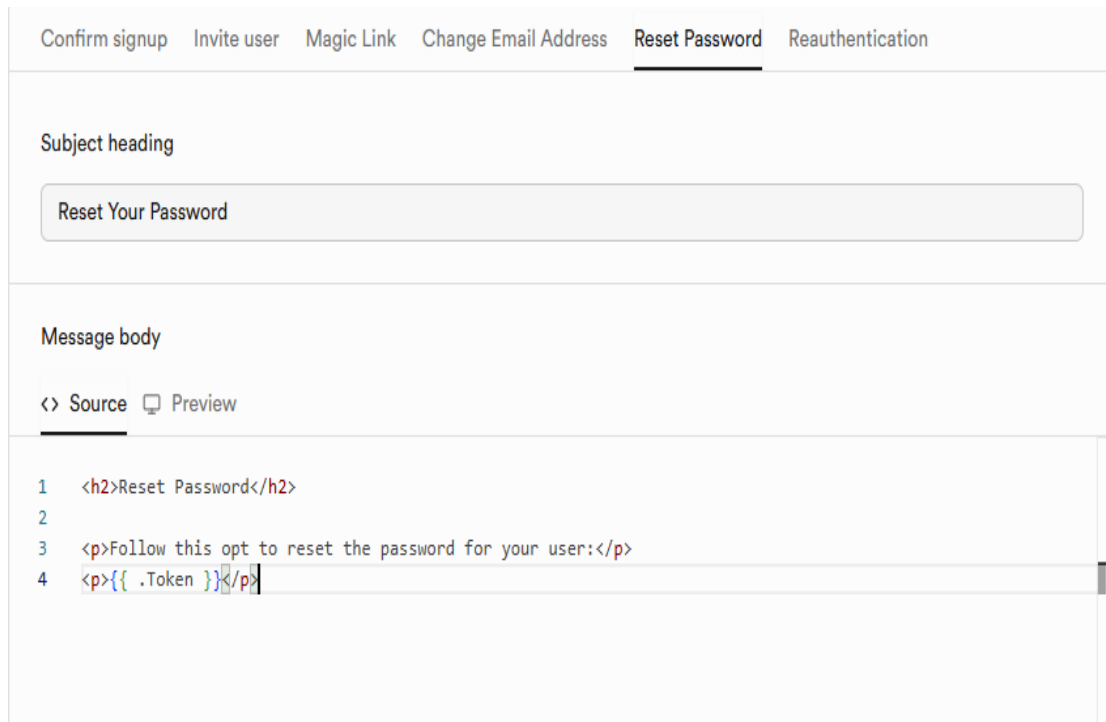 Confirm signup Invite user Magic Link Change Email Address Reset Password Reauthentication
Subject heading
Reset Your Password
Message body
<> Source Preview
1 <h2>Reset Password</h2>
2
3 <p>Follow this opt to reset the password for your user:</p>
4 <p>{{ .Token }}</p>